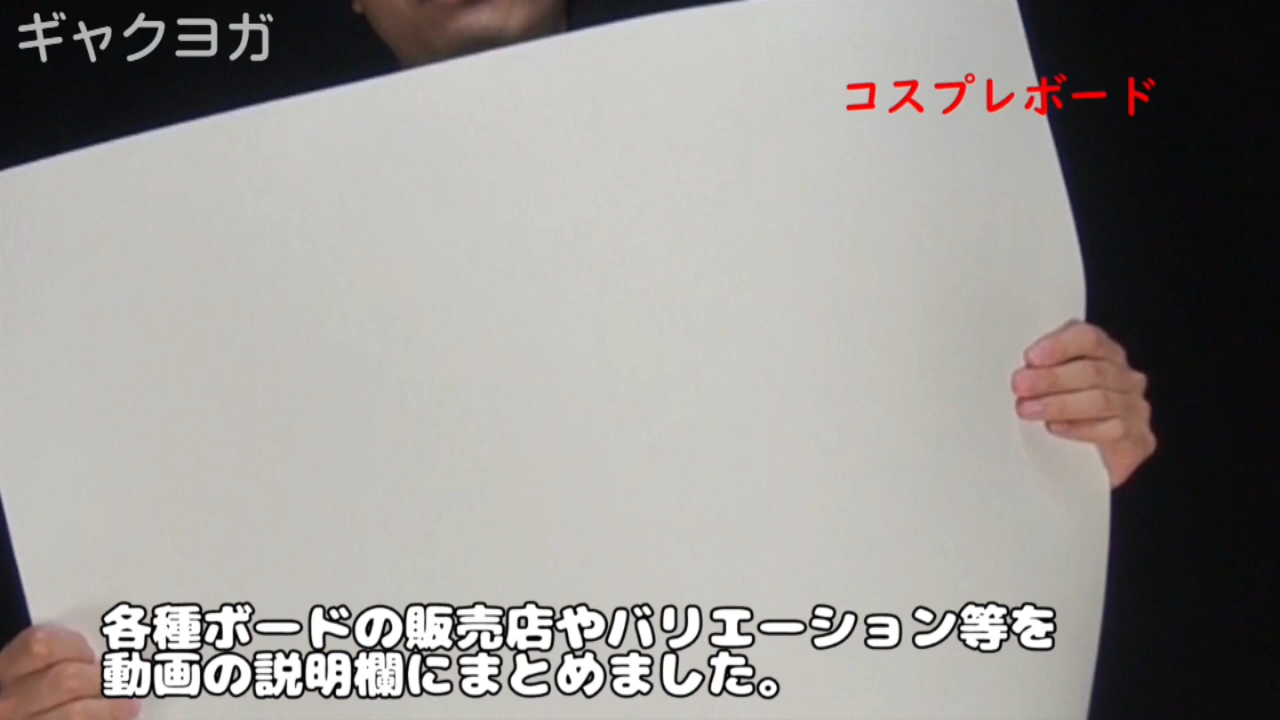 ギャクヨガ
コスプレボード
各種ボードの販売店やバリエーション等を
動画の説明欄にまとめました。